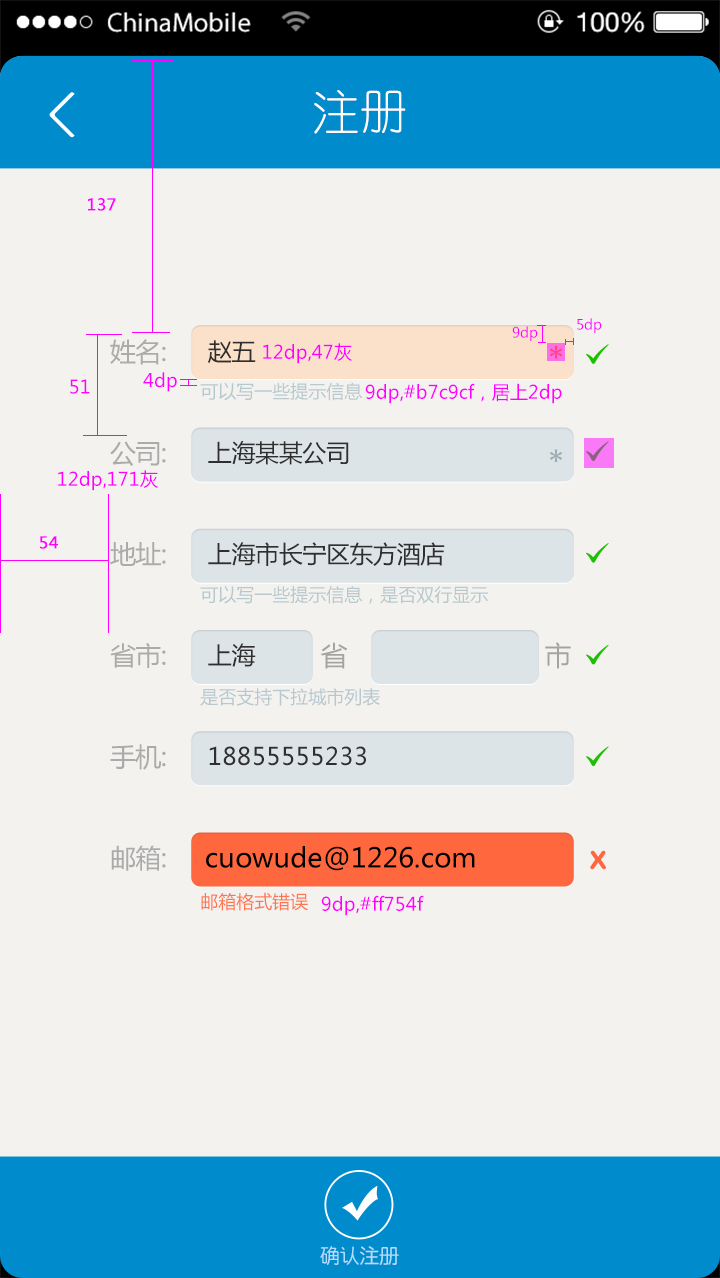 ChinaMobile 100%
注册
137
9dp 5dp
姓名: 赵五 12dp,47灰 *
51 4dp 可以写一些提示信息 9dp,#b7c9cf，居上2dp
公司: 上海某某公司 *
12dp,171灰
54
地址: 上海市长宁区东方酒店
可以写一些提示信息，是否双行显示
省市: 上海 省 市
是否支持下拉城市列表
手机: 18855555233
邮箱: cuowude@1226.com
邮箱格式错误 9dp,#ff754f
确认注册